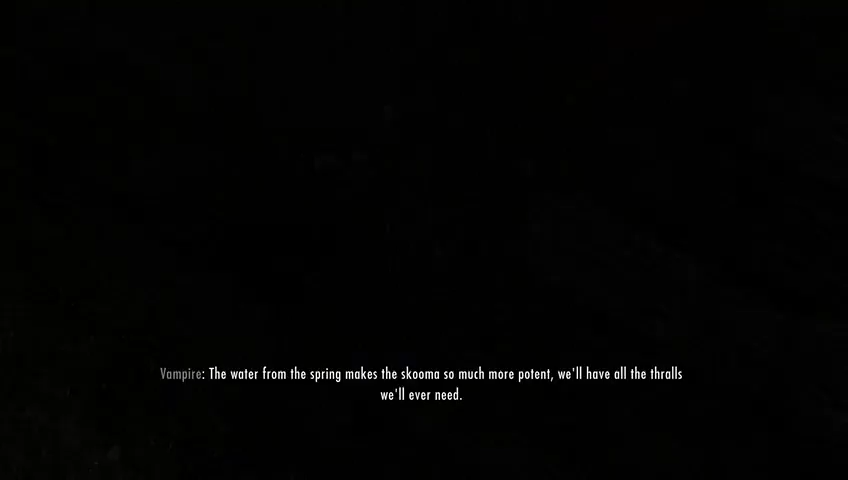 Vampire: The water from the spring makes the skooma so much more potent, we'll have all the thralls
we'll ever need.